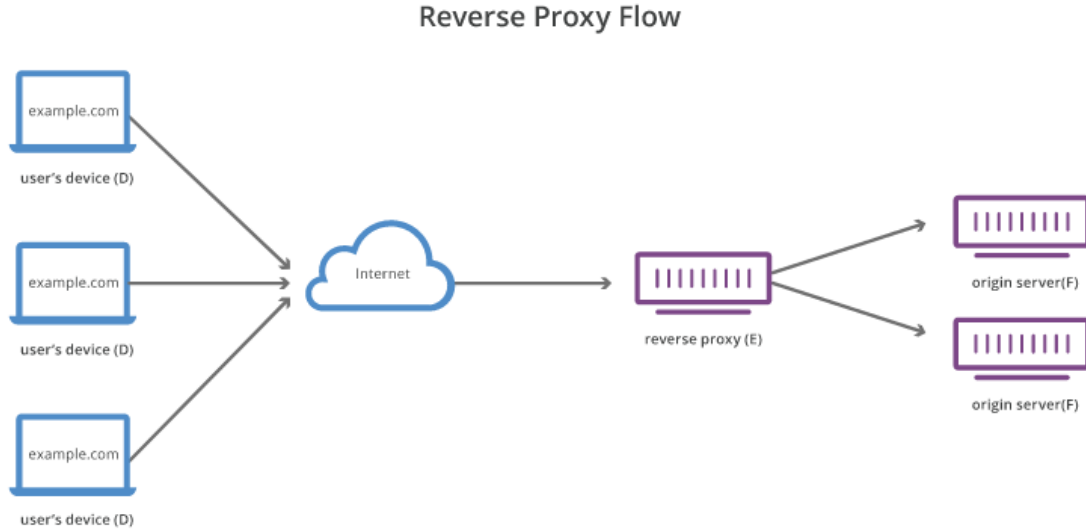 Reverse Proxy Flow
example.com
user's device (D)
example.com
user's device (D)
example.com
user's device (D)
Internet
reverse proxy (E)
origin server(F)
origin server(F)